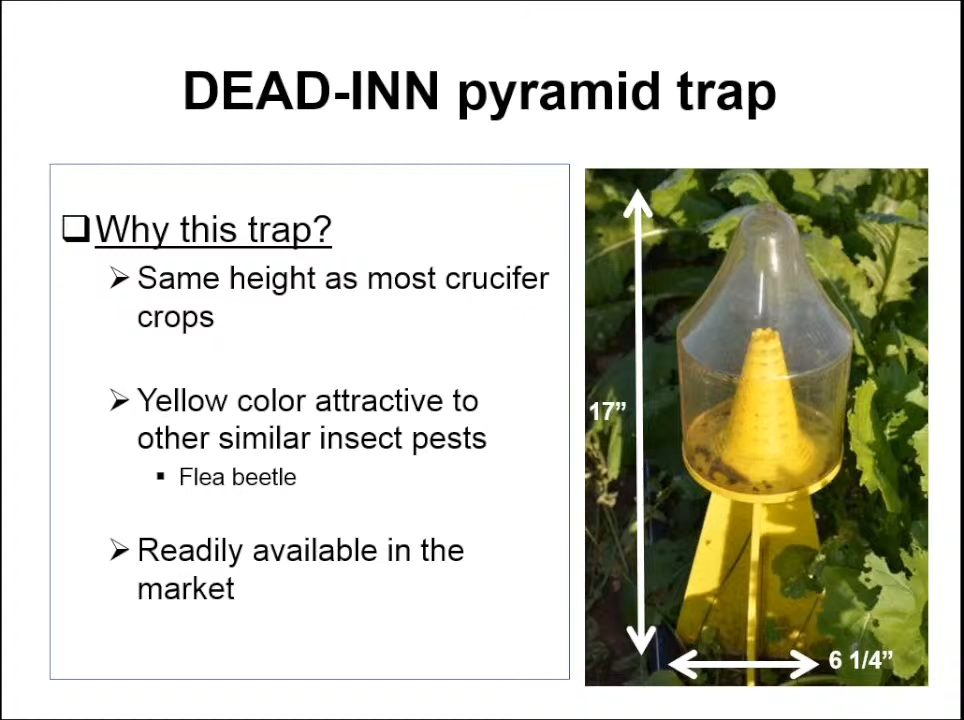 DEAD-INN pyramid trap
Why this trap?
Same height as most crucifer
crops
Yellow color attractive to
other similar insect pests
Flea beetle
Readily available in the
market
17”
6 1/4”